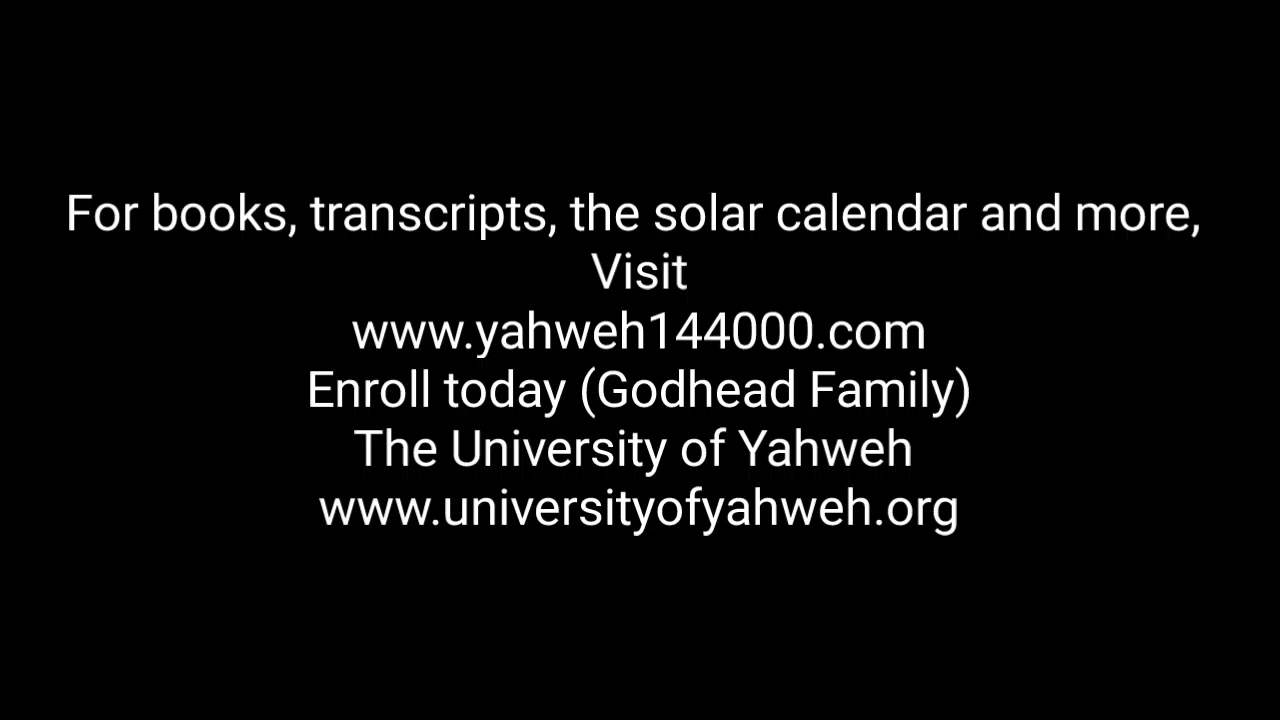 For books, transcripts, the solar calendar and more,
Visit
www.yahweh144000.com
Enroll today (Godhead Family)
The University of Yahweh
www.universityofyahweh.org